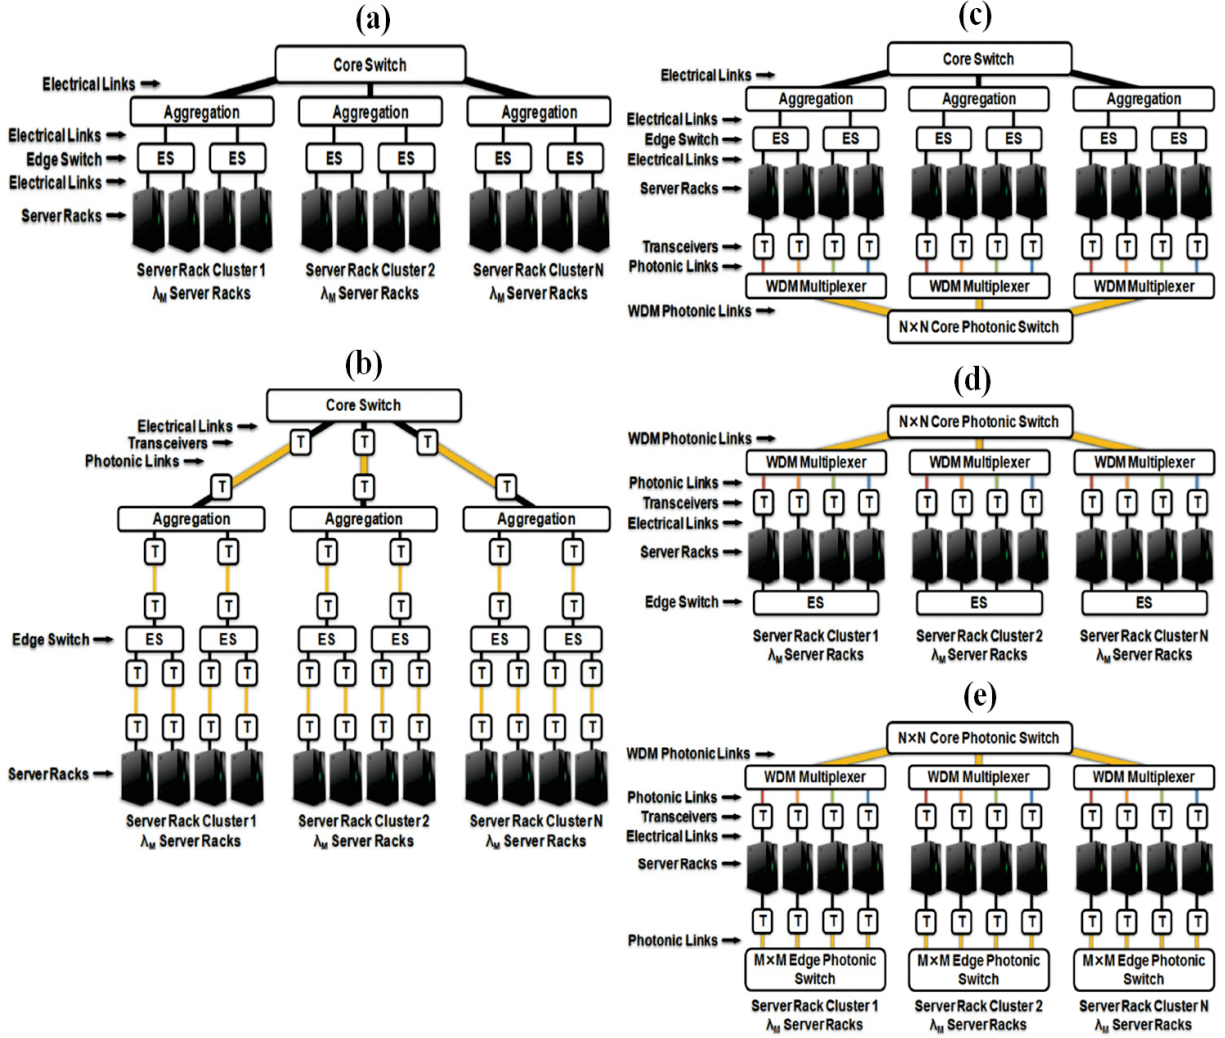 (a)
Core Switch
Electrical Links
Aggregation Aggregation Aggregation
Electrical Links
Edge Switch ES ES ES ES ES ES
Electrical Links
Server Racks
Server Rack Cluster 1 Server Rack Cluster 2 Server Rack Cluster N
λM Server Racks λM Server Racks λM Server Racks
(b)
Core Switch
Electrical Links
Transceivers T T T
Photonic Links
T T T
Aggregation Aggregation Aggregation
T T T T T T
T T T T T T
Edge Switch ES ES ES ES ES ES
T T T T T T T T T T T T
T T T T T T T T T T T T
Server Racks
Server Rack Cluster 1 Server Rack Cluster 2 Server Rack Cluster N
λM Server Racks λM Server Racks λM Server Racks
(c)
Core Switch
Electrical Links
Aggregation Aggregation Aggregation
Electrical Links
Edge Switch ES ES ES ES ES ES
Electrical Links
Server Racks
Transceivers T T T T T T T T T T T T
Photonic Links
WDM Multiplexer WDM Multiplexer WDM Multiplexer
WDM Photonic Links
N×N Core Photonic Switch
(d)
N×N Core Photonic Switch
WDM Photonic Links
WDM Multiplexer WDM Multiplexer WDM Multiplexer
Photonic Links
Transceivers T T T T T T T T T T T T
Electrical Links
Server Racks
Edge Switch ES ES ES
Server Rack Cluster 1 Server Rack Cluster 2 Server Rack Cluster N
λM Server Racks λM Server Racks λM Server Racks
(e)
N×N Core Photonic Switch
WDM Photonic Links
WDM Multiplexer WDM Multiplexer WDM Multiplexer
Photonic Links
Transceivers T T T T T T T T T T T T
Electrical Links
Server Racks
T T T T T T T T T T T T
Photonic Links
M×M Edge Photonic M×M Edge Photonic M×M Edge Photonic
Switch Switch Switch
Server Rack Cluster 1 Server Rack Cluster 2 Server Rack Cluster N
λM Server Racks λM Server Racks λM Server Racks